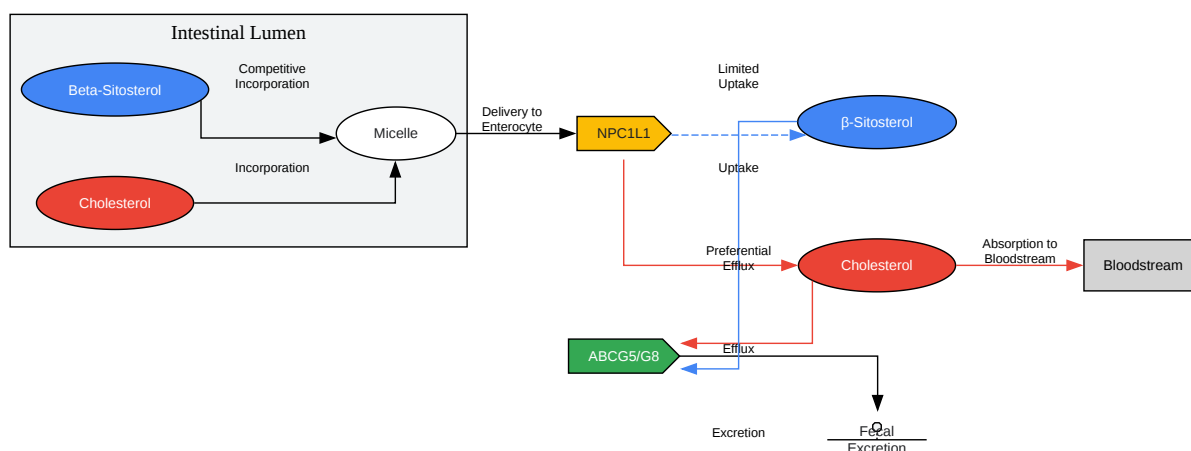 Intestinal Lumen
Beta-Sitosterol
Competitive
Incorporation
Micelle
Incorporation
Cholesterol
Delivery to
Enterocyte
NPC1L1
Limited
Uptake
β-Sitosterol
Uptake
Preferential
Efflux
Cholesterol
Absorption to
Bloodstream
Bloodstream
ABCG5/G8
Efflux
Excretion
Fecal
Excretion